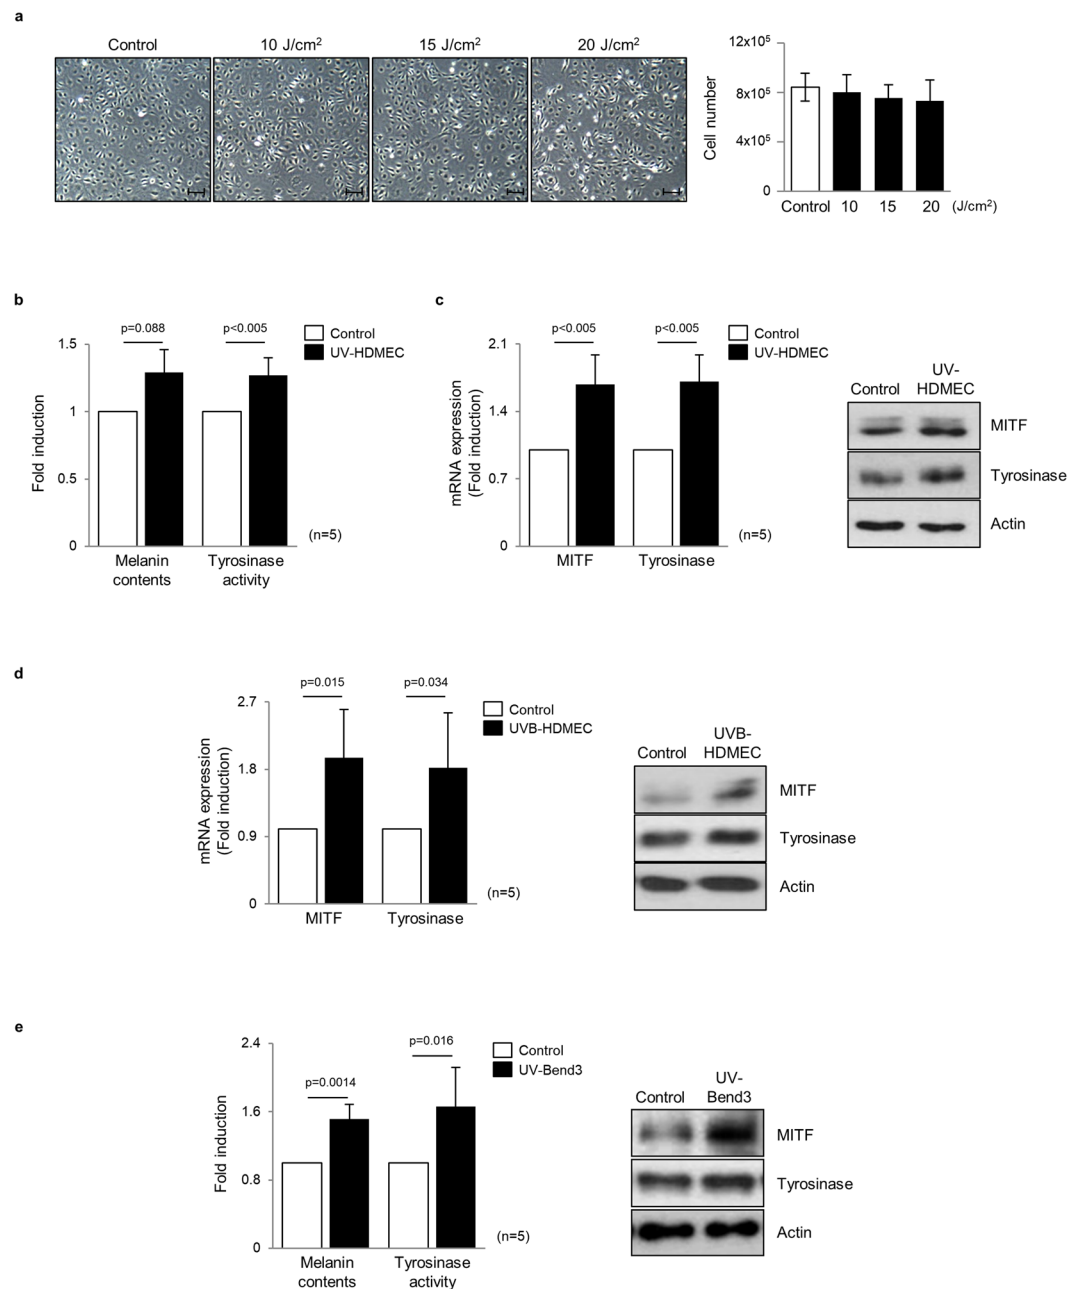 a
Control
10 J/cm²
15 J/cm²
20 J/cm²
Cell number
12x10⁵
8x10⁵
4x10⁵
0
Control 10 15 20 (J/cm²)
b
Fold induction
1.5
1
0.5
0
p=0.088
p<0.005
Control
UV-HDMEC
(n=5)
Melanin
contents
Tyrosinase
activity
c
mRNA expression
(Fold induction)
2.1
1.4
0.7
0
p<0.005
p<0.005
Control
UV-HDMEC
(n=5)
MITF
Tyrosinase
Control
UV-
HDMEC
MITF
Tyrosinase
Actin
d
mRNA expression
(Fold induction)
2.7
1.8
0.9
0
p=0.015
p=0.034
Control
UVB-HDMEC
(n=5)
MITF
Tyrosinase
Control
UVB-
HDMEC
MITF
Tyrosinase
Actin
e
Fold induction
2.4
1.6
0.8
0
p=0.0014
p=0.016
Control
UV-Bend3
(n=5)
Melanin
contents
Tyrosinase
activity
Control
UV-
Bend3
MITF
Tyrosinase
Actin